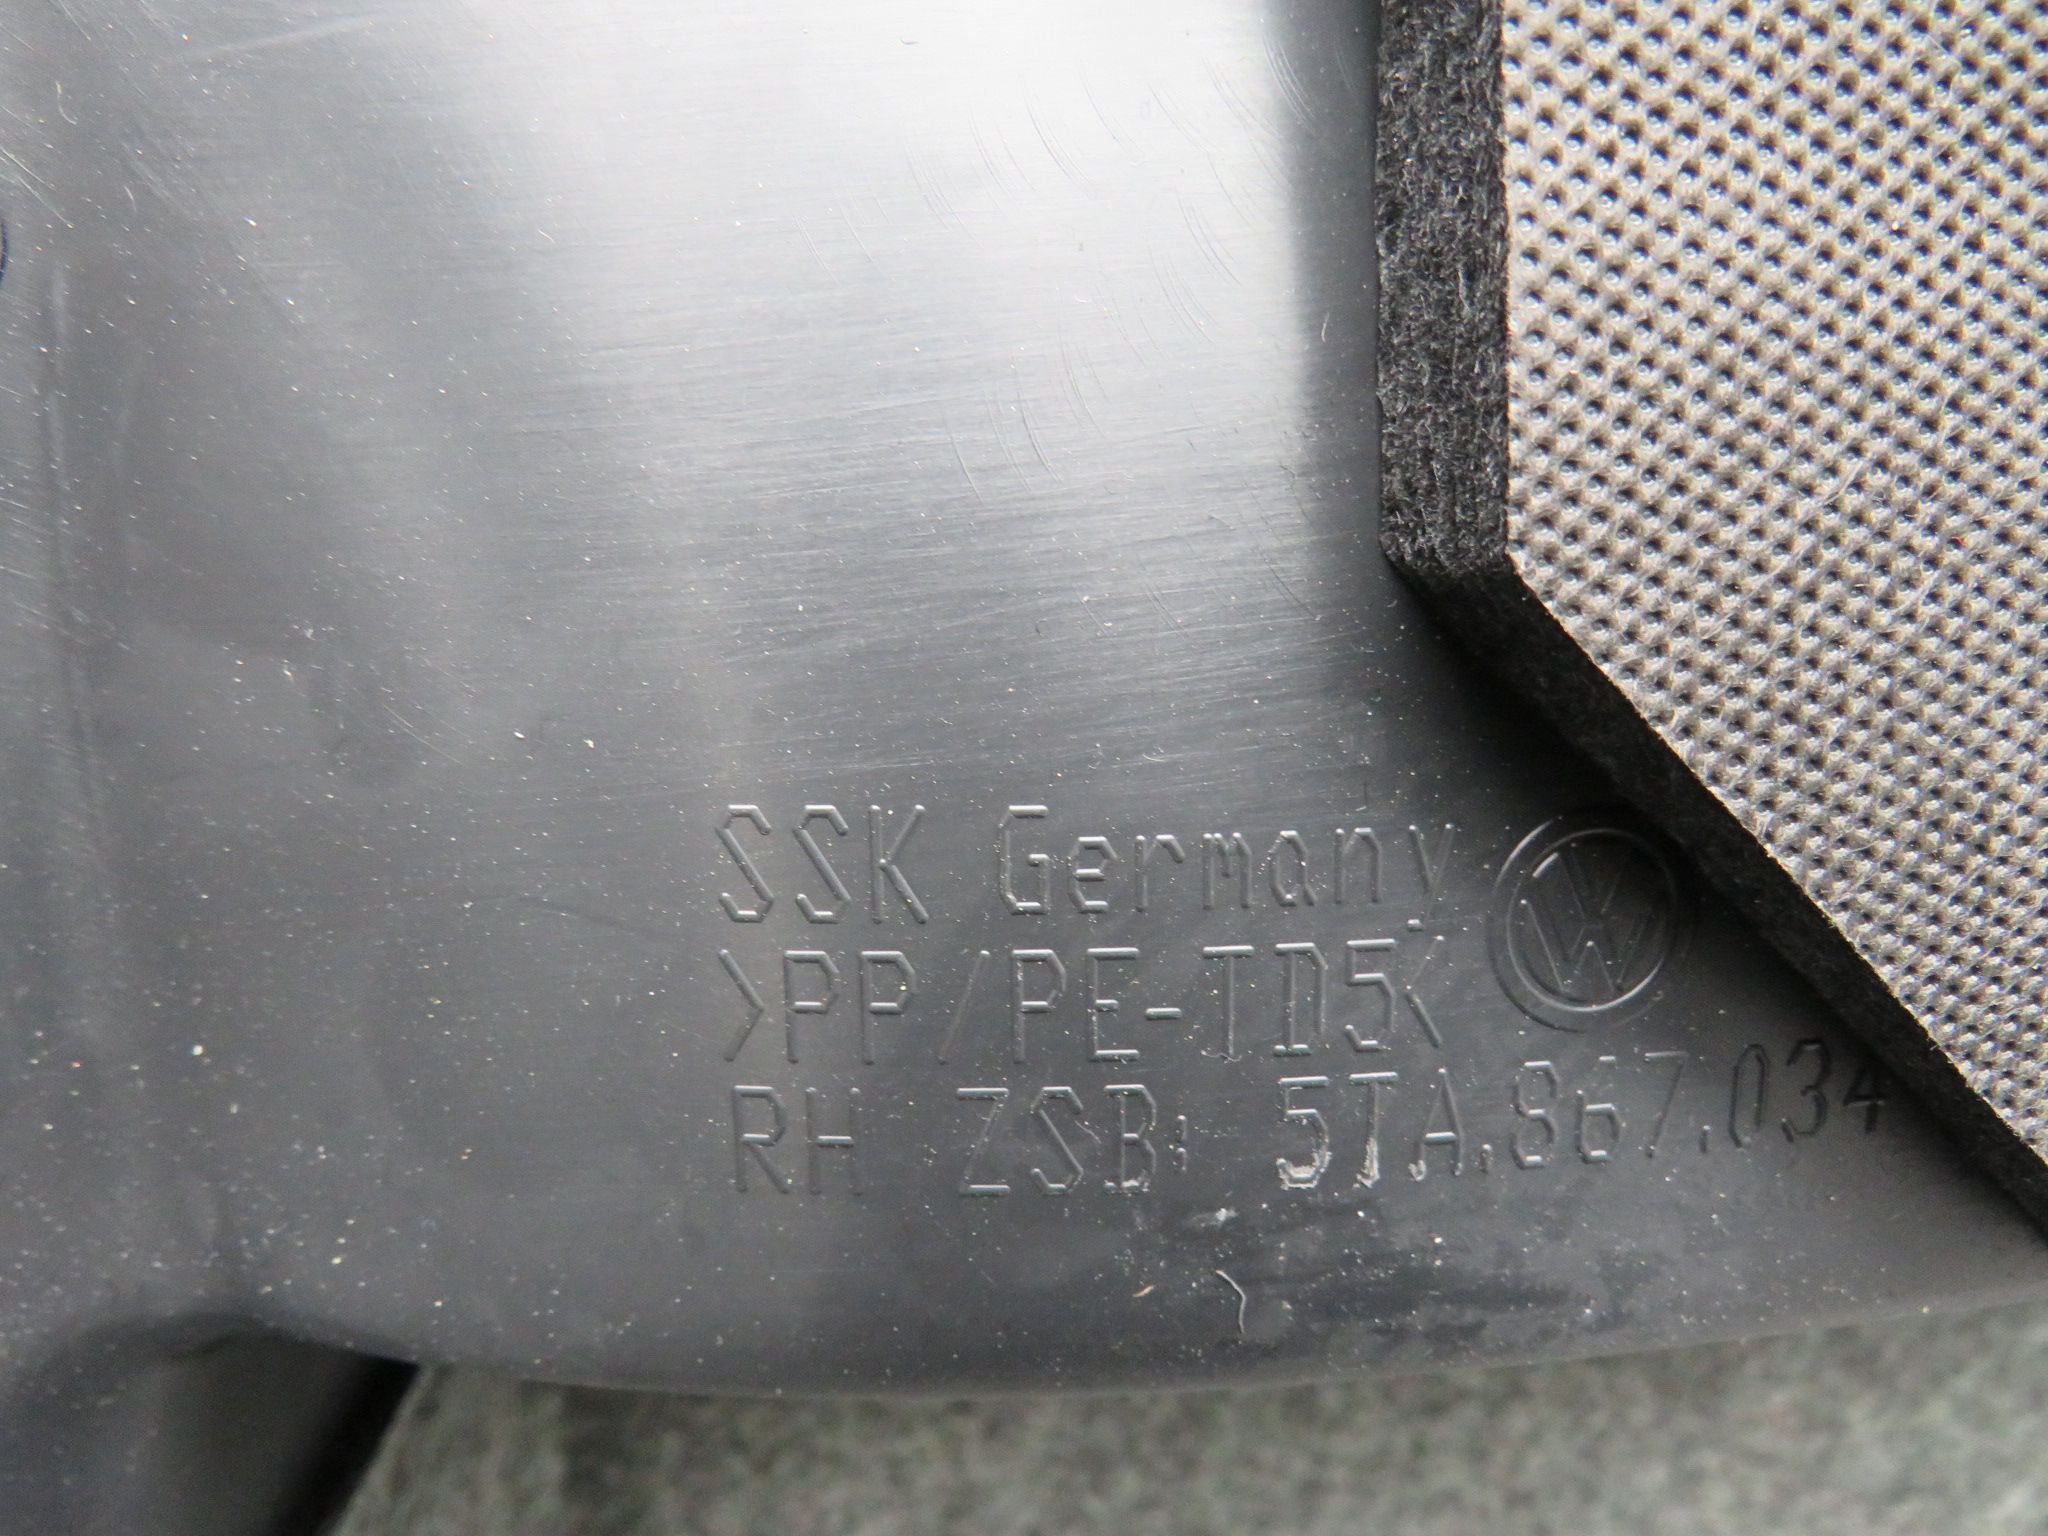 SSK Germany
>PP/PE-TD5<
RH ZSB: 5TA.867.034